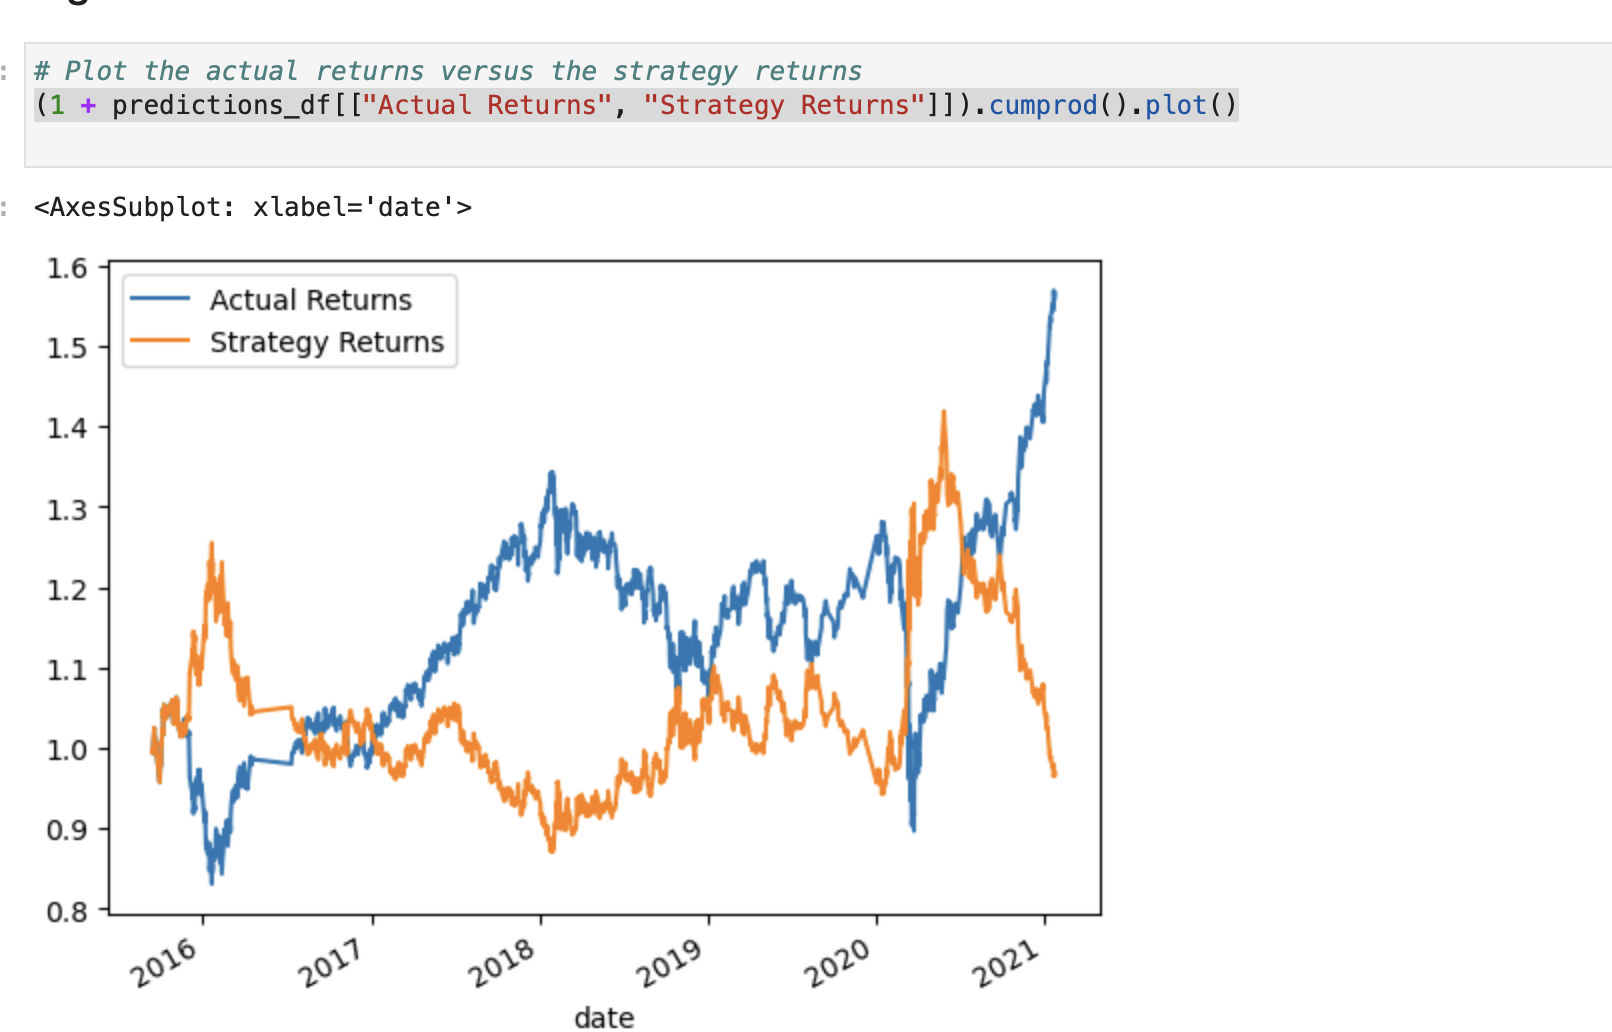 :
# Plot the actual returns versus the strategy returns
(1 + predictions_df[["Actual Returns", "Strategy Returns"]]).cumprod().plot()
:
<AxesSubplot: xlabel='date'>
1.6
Actual Returns
Strategy Returns
1.5
1.4
1.3
1.2
1.1
1.0
0.9
0.8
2016
2017
2018
2019
2020
2021
date